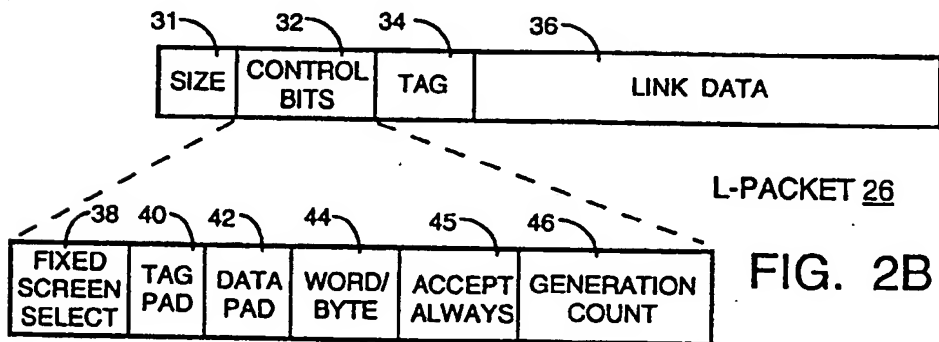 31 32 34 36
SIZE CONTROL BITS TAG LINK DATA
L-PACKET 26
38 40 42 44 45 46
FIXED SCREEN SELECT TAG PAD DATA PAD WORD/BYTE ACCEPT ALWAYS GENERATION COUNT
FIG. 2B